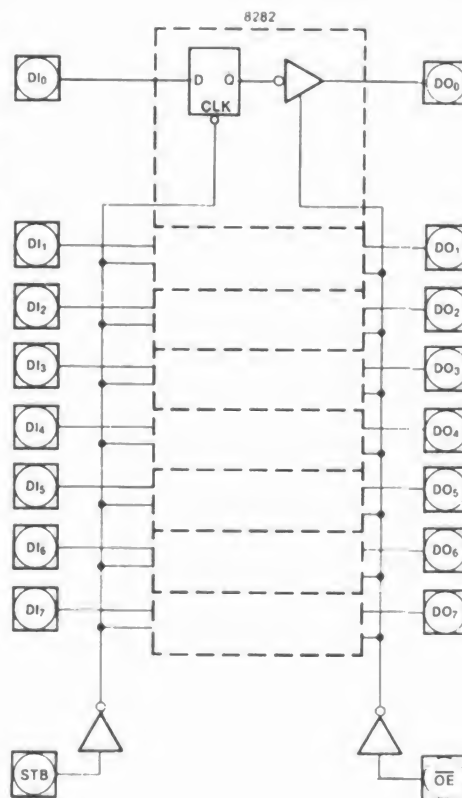 8282
DI₀ D Q DO₀
CLK
DI₁ DO₁
DI₂ DO₂
DI₃ DO₃
DI₄ DO₄
DI₅ DO₅
DI₆ DO₆
DI₇ DO₇
STB O̅E̅